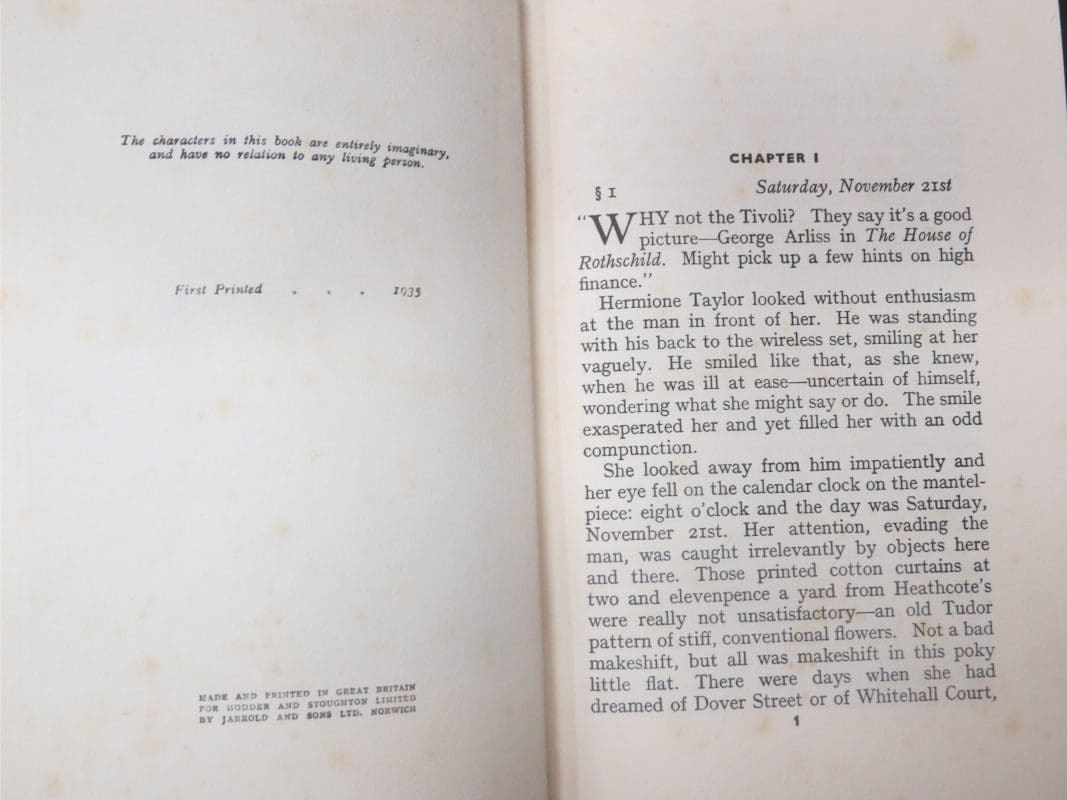 The characters in this book are entirely imaginary,
and have no relation to any living person.
First Printed . . . 1935
MADE AND PRINTED IN GREAT BRITAIN
FOR HODDER AND STOUGHTON LIMITED
BY JARROLD AND SONS LTD. NORWICH
CHAPTER I
§ 1 Saturday, November 21st
“WHY not the Tivoli? They say it's a good
picture—George Arliss in The House of
Rothschild. Might pick up a few hints on high
finance.”
Hermione Taylor looked without enthusiasm
at the man in front of her. He was standing
with his back to the wireless set, smiling at her
vaguely. He smiled like that, as she knew,
when he was ill at ease—uncertain of himself,
wondering what she might say or do. The smile
exasperated her and yet filled her with an odd
compunction.
She looked away from him impatiently and
her eye fell on the calendar clock on the mantel-
piece: eight o'clock and the day was Saturday,
November 21st. Her attention, evading the
man, was caught irrelevantly by objects here
and there. Those printed cotton curtains at
two and elevenpence a yard from Heathcote's
were really not unsatisfactory—an old Tudor
pattern of stiff, conventional flowers. Not a bad
makeshift, but all was makeshift in this poky
little flat. There were days when she had
dreamed of Dover Street or of Whitehall Court,
1